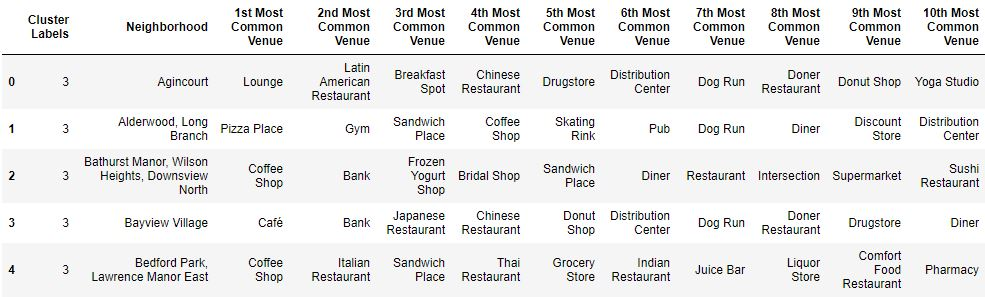 Cluster Labels Neighborhood 1st Most Common Venue 2nd Most Common Venue 3rd Most Common Venue 4th Most Common Venue 5th Most Common Venue 6th Most Common Venue 7th Most Common Venue 8th Most Common Venue 9th Most Common Venue 10th Most Common Venue
0 3 Agincourt Lounge Latin American Restaurant Breakfast Spot Chinese Restaurant Drugstore Distribution Center Dog Run Doner Restaurant Donut Shop Yoga Studio
1 3 Alderwood, Long Branch Pizza Place Gym Sandwich Place Coffee Shop Skating Rink Pub Dog Run Diner Discount Store Distribution Center
2 3 Bathurst Manor, Wilson Heights, Downsview North Coffee Shop Bank Frozen Yogurt Shop Bridal Shop Sandwich Place Diner Restaurant Intersection Supermarket Sushi Restaurant
3 3 Bayview Village Café Bank Japanese Restaurant Chinese Restaurant Donut Shop Distribution Center Dog Run Doner Restaurant Drugstore Diner
4 3 Bedford Park, Lawrence Manor East Coffee Shop Italian Restaurant Sandwich Place Thai Restaurant Grocery Store Indian Restaurant Juice Bar Liquor Store Comfort Food Restaurant Pharmacy